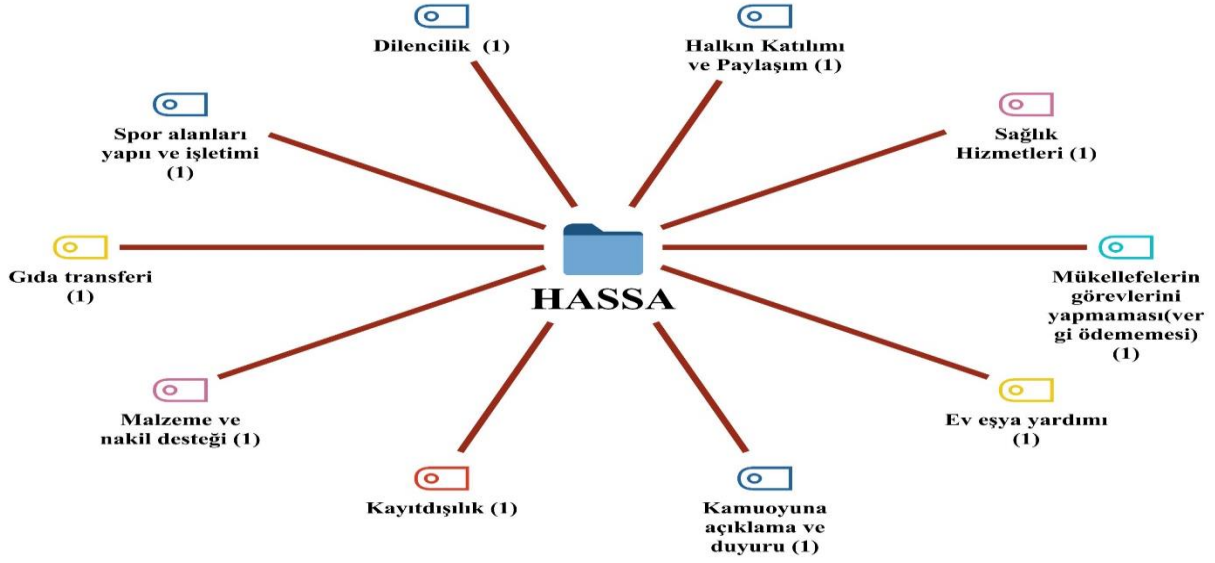 Dilencilik (1)
Halkın Katılımı
ve Paylaşım (1)
Spor alanları
yapıı ve işletimi
(1)
Sağlık
Hizmetleri (1)
Gıda transferi
(1)
HASSA
Mükellefelerin
görevlerini
yapmaması(ver
gi ödememesi)
(1)
Malzeme ve
nakil desteği (1)
Ev eşya yardımı
(1)
Kayıtdışılık (1)
Kamuoyuna
açıklama ve
duyuru (1)